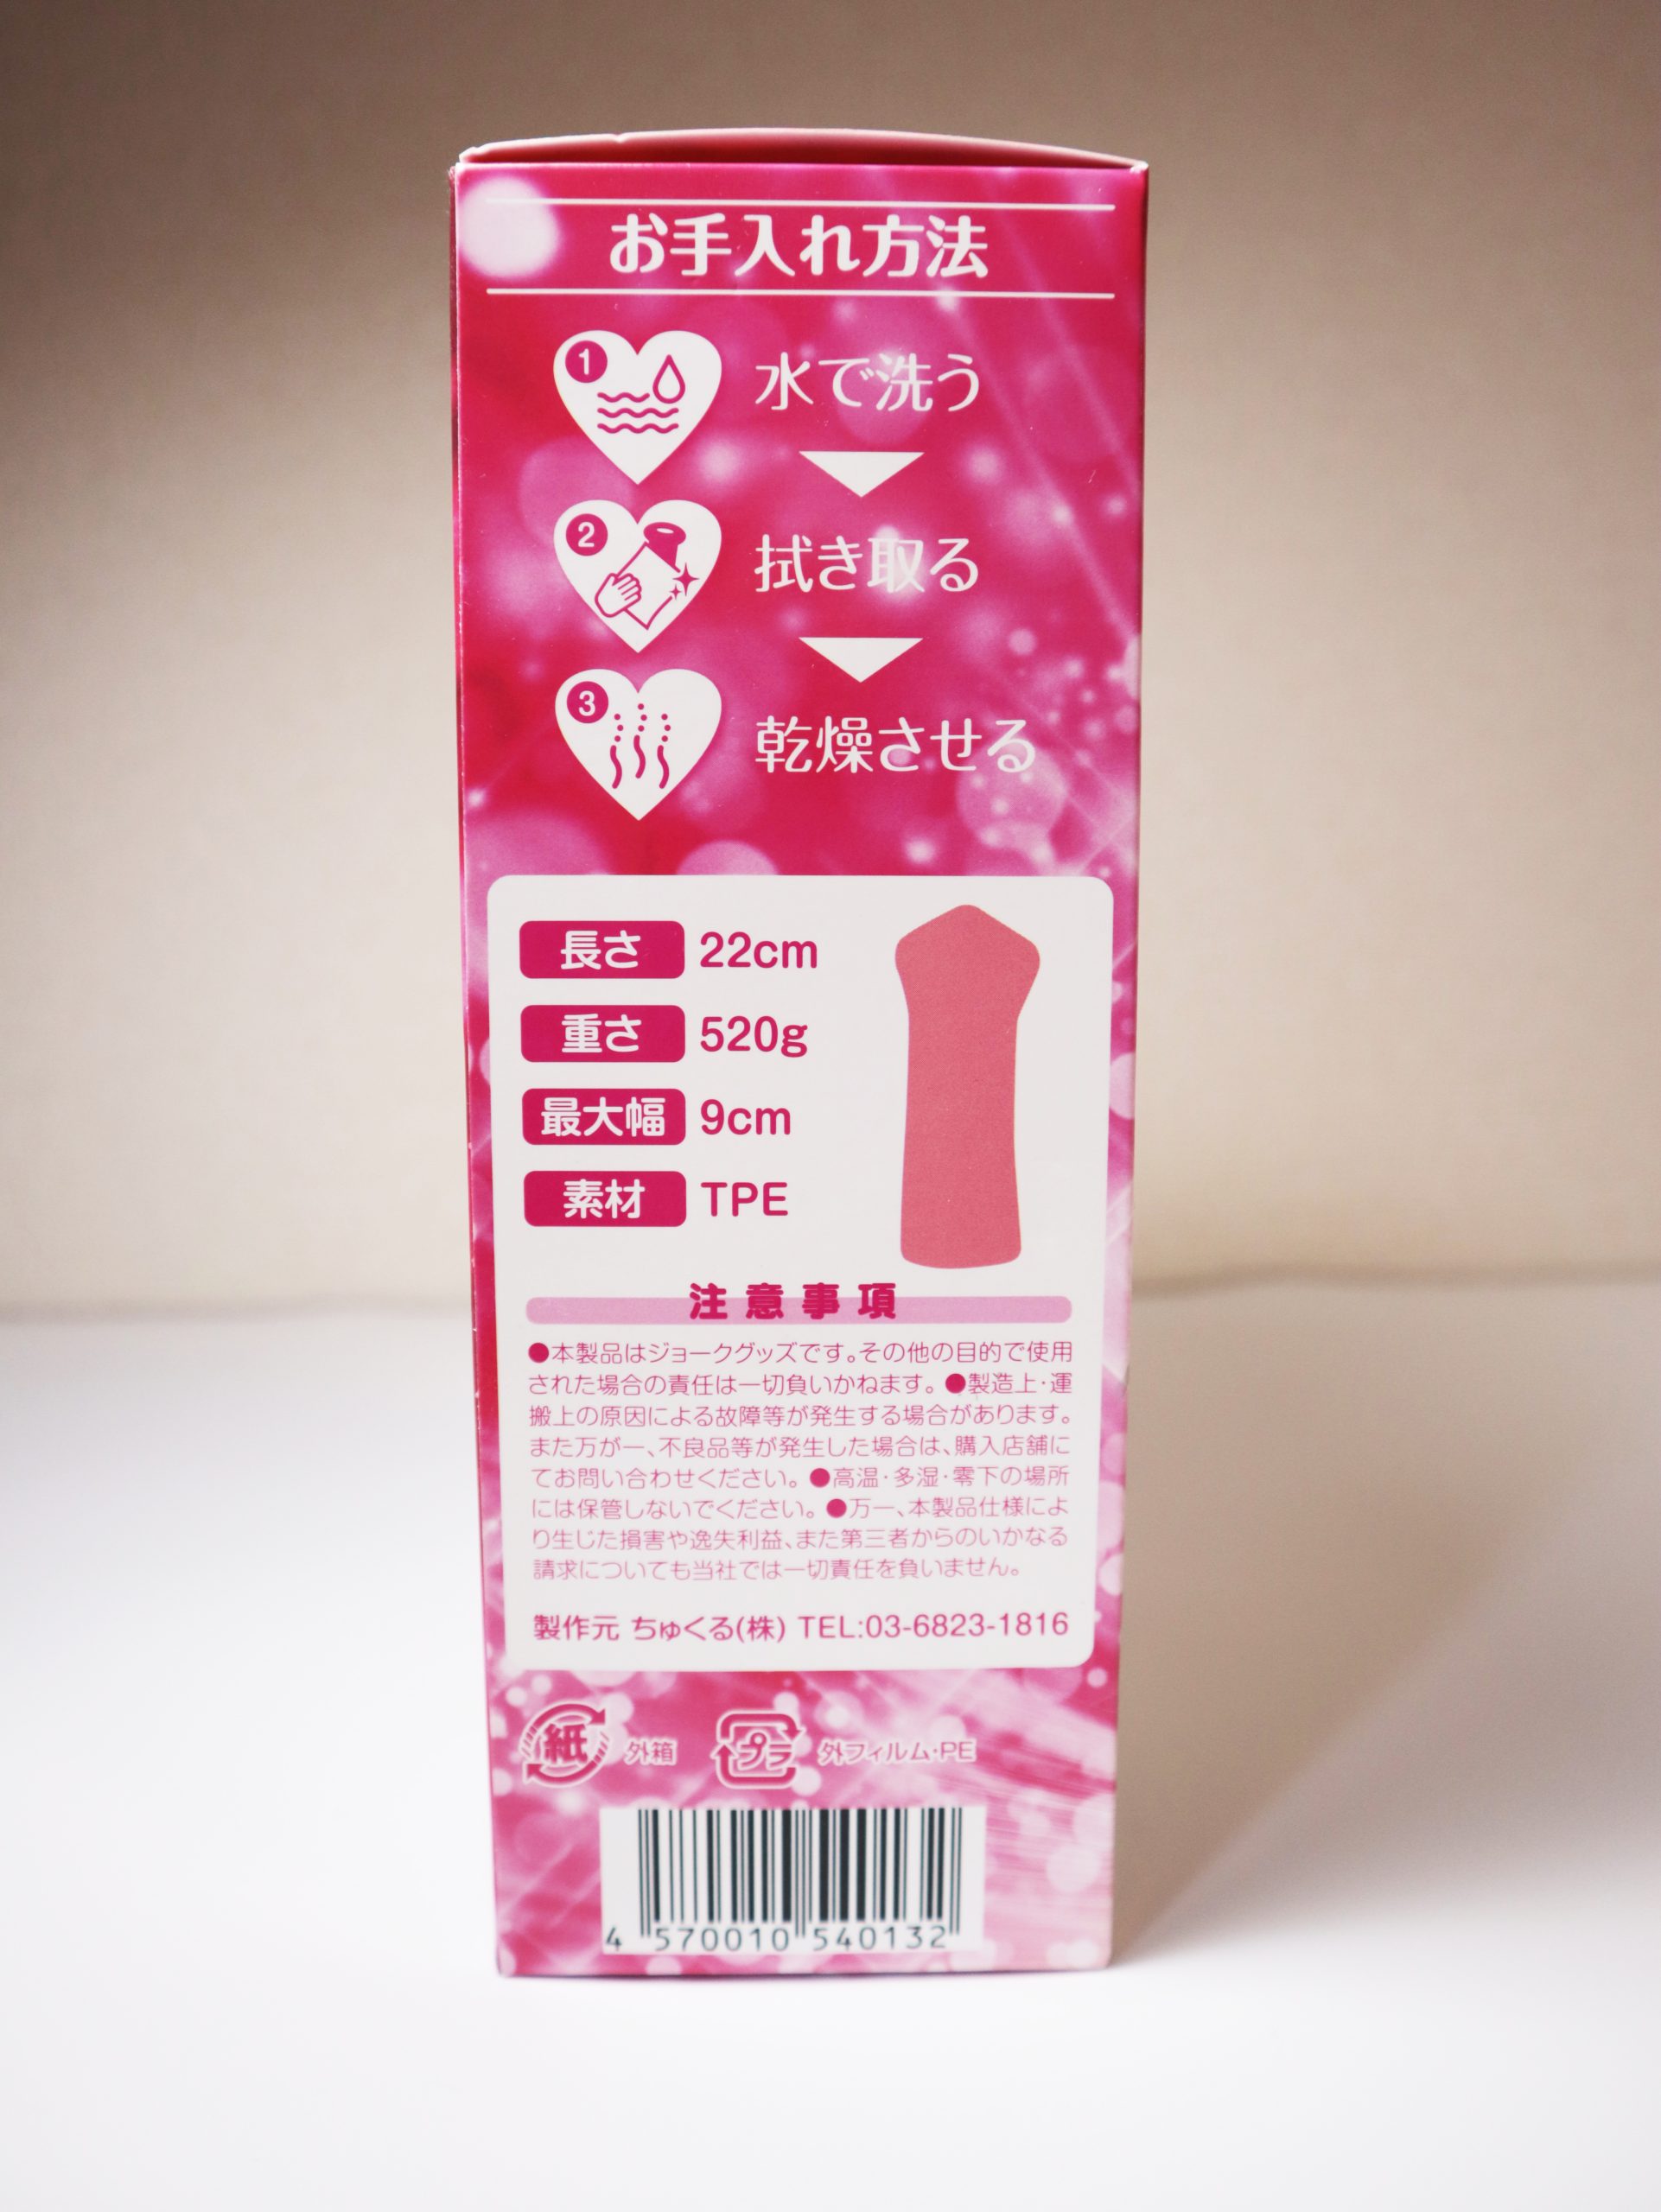 お手入れ方法
1
水で洗う
2
拭き取る
3
乾燥させる
長さ 22cm
重さ 520g
最大幅 9cm
素材 TPE
注意事項
●本製品はジョークグッズです。その他の目的で使用
された場合の責任は一切負いかねます。●製造上・運
搬上の原因による故障等が発生する場合があります。
また万が一、不良品等が発生した場合は、購入店舗に
てお問い合わせください。●高温・多湿・零下の場所
には保管しないでください。●万一、本製品仕様によ
り生じた損害や逸失利益、また第三者からのいかなる
請求についても当社では一切責任を負いません。
製作元 ちゅくる(株) TEL:03-6823-1816
紙 外箱 プラ 外フィルム・PE
4 570010 540132